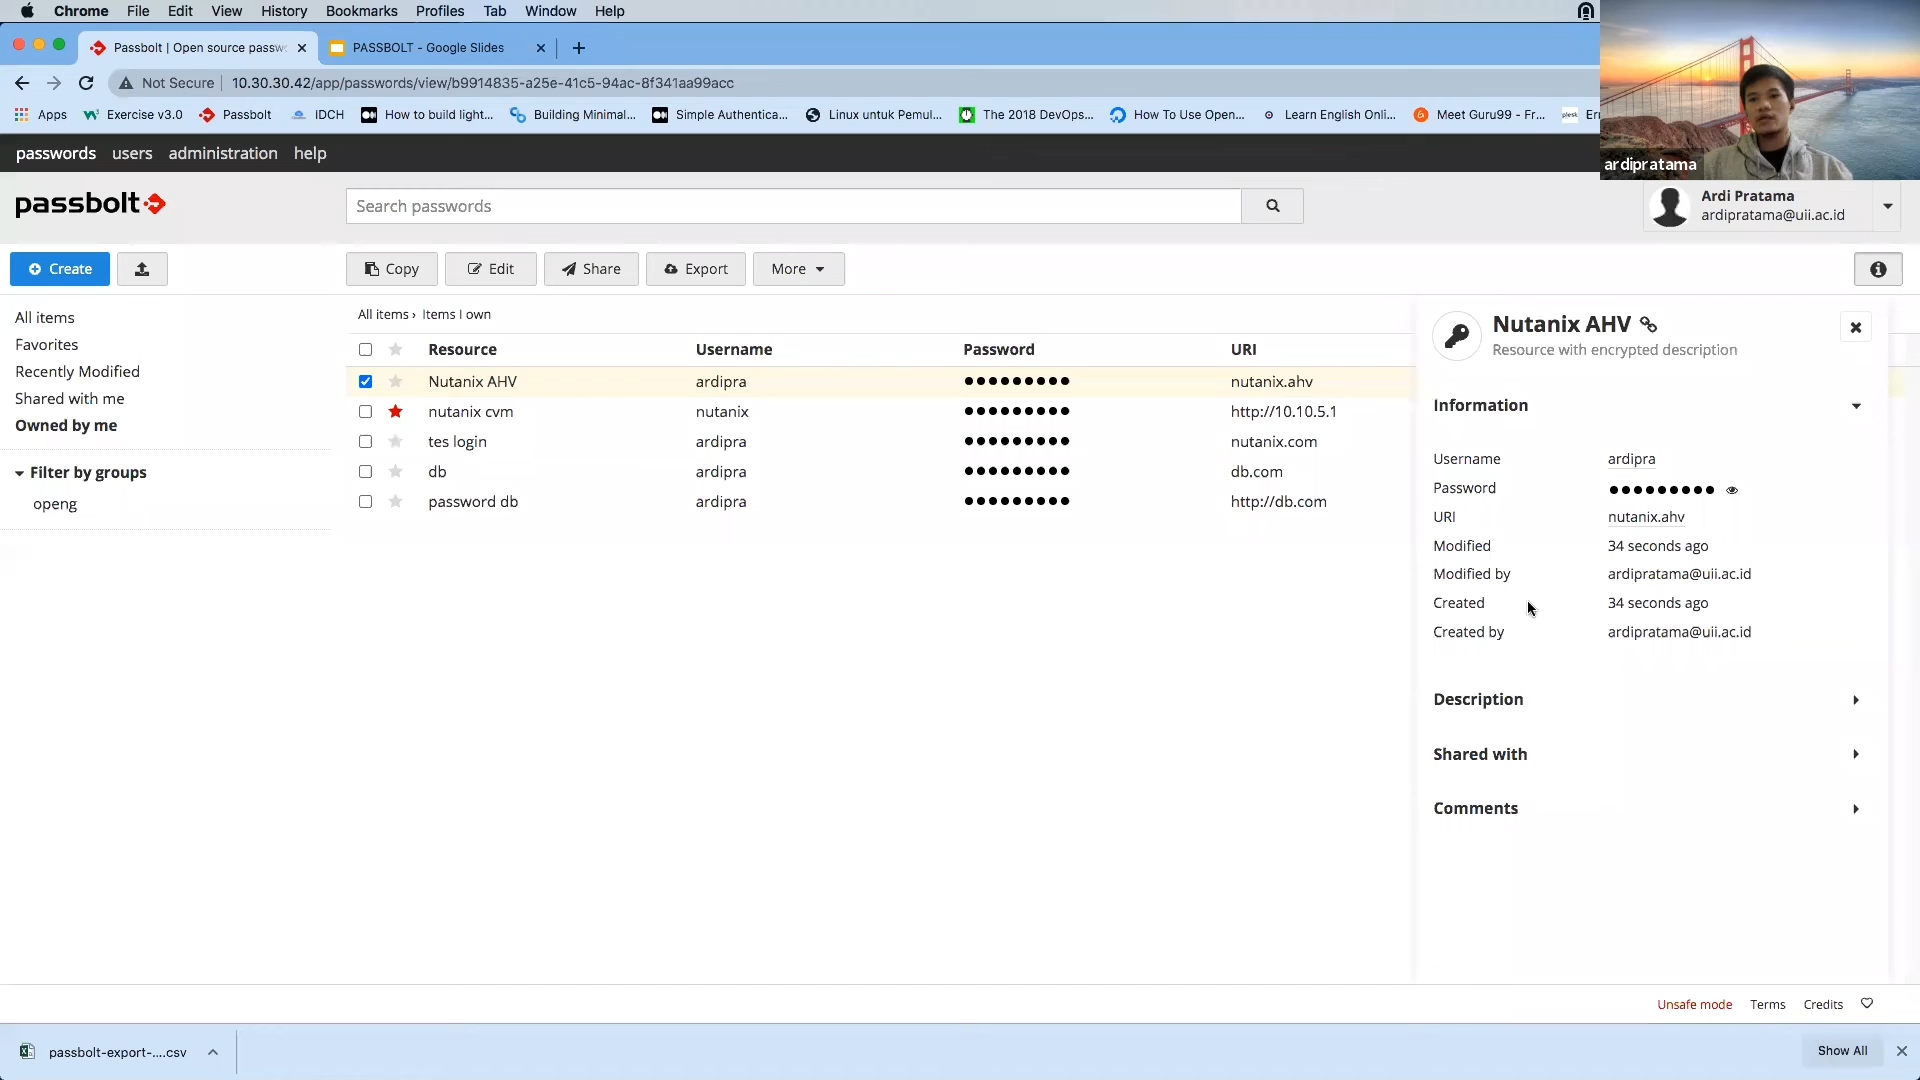 Chrome File Edit View History Bookmarks Profiles Tab Window Help
Passbolt | Open source passw
PASSBOLT - Google Slides
Not Secure 10.30.30.42/app/passwords/view/b9914835-a25e-41c5-94ac-8f341aa99acc
Apps Exercise v3.0 Passbolt IDCH How to build light... Building Minimal... Simple Authentica... Linux untuk Pemul... The 2018 DevOps... How To Use Open... Learn English Onli... Meet Guru99 - Fr... plesk
ardipratama
passwords users administration help
passbolt
Search passwords
Ardi Pratama
ardipratama@uii.ac.id
Create
Copy Edit Share Export More
All items
Favorites
Recently Modified
Shared with me
Owned by me
Filter by groups
openg
All items › Items I own
Resource Username Password URI
Nutanix AHV ardipra ●●●●●●●●● nutanix.ahv
nutanix cvm nutanix ●●●●●●●●● http://10.10.5.1
tes login ardipra ●●●●●●●●● nutanix.com
db ardipra ●●●●●●●●● db.com
password db ardipra ●●●●●●●●● http://db.com
Nutanix AHV
Resource with encrypted description
Information
Username ardipra
Password ●●●●●●●●●
URI nutanix.ahv
Modified 34 seconds ago
Modified by ardipratama@uii.ac.id
Created 34 seconds ago
Created by ardipratama@uii.ac.id
Description
Shared with
Comments
Unsafe mode Terms Credits
passbolt-export-....csv
Show All